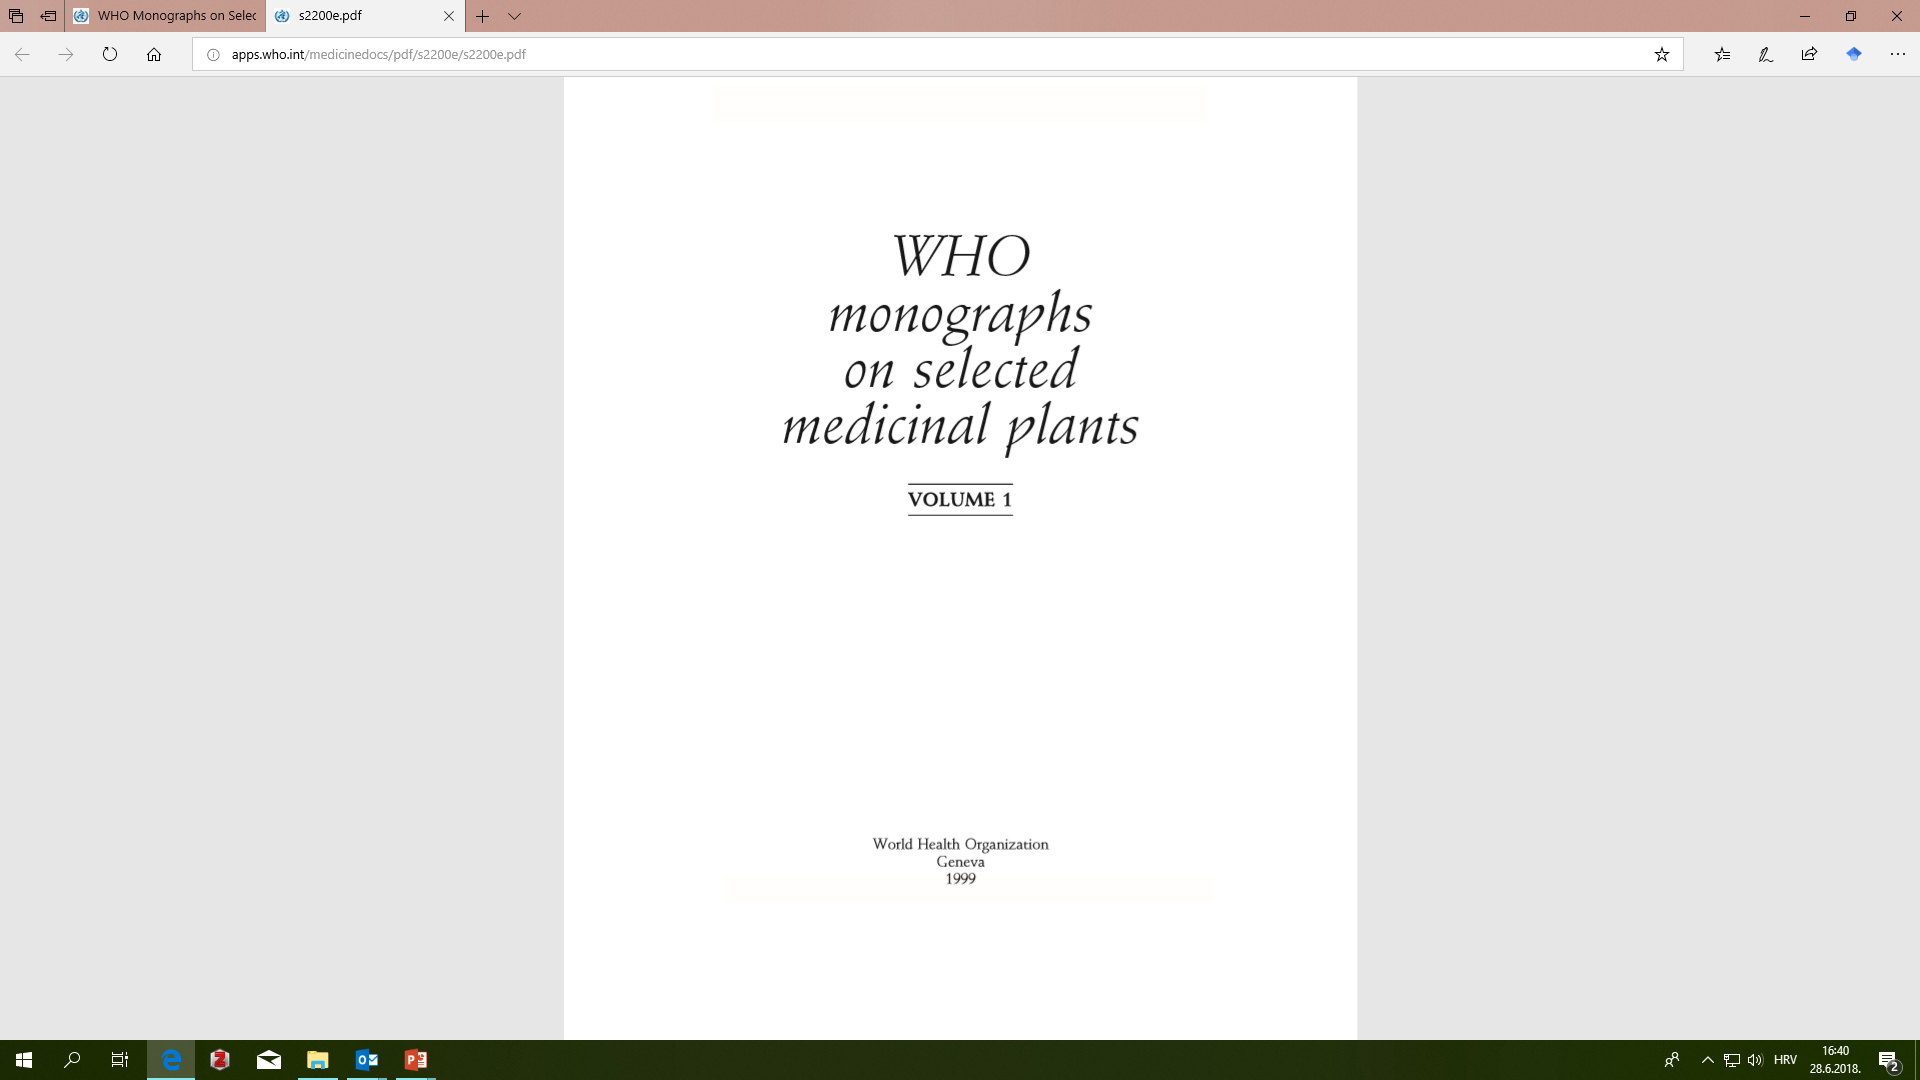 WHO Monographs on Selec
s2200e.pdf
apps.who.int/medicinedocs/pdf/s2200e/s2200e.pdf
WHO
monographs
on selected
medicinal plants
VOLUME 1
World Health Organization
Geneva
1999
HRV
16:40
28.6.2018.
2